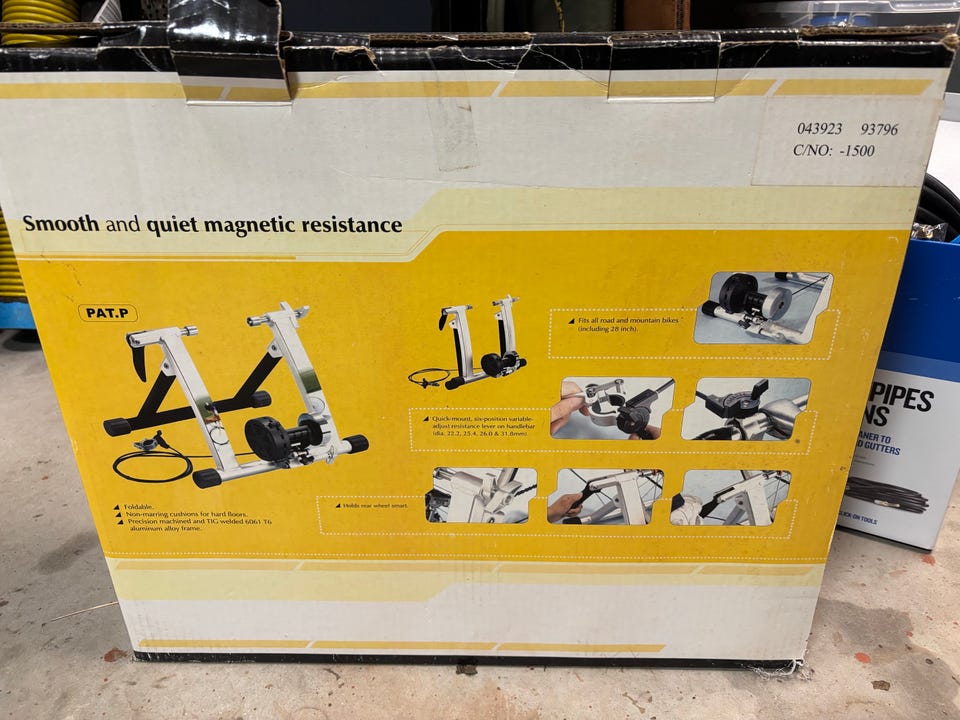 043923 93796
C/NO: -1500
Smooth and quiet magnetic resistance
PAT.P
Fits all road and mountain bikes
(including 28 inch).
Quick-mount, six-position variable-
adjust resistance lever on handlebar
(dia. 22.2, 25.4, 26.0 & 31.8mm).
Holds rear wheel smart.
Foldable.
Non-marring cushions for hard floors.
Precision machined and TIG welded 6061 T6
aluminum alloy frame.
PIPES
NS
ANER TO
D GUTTERS
LICK-ON TOOLS